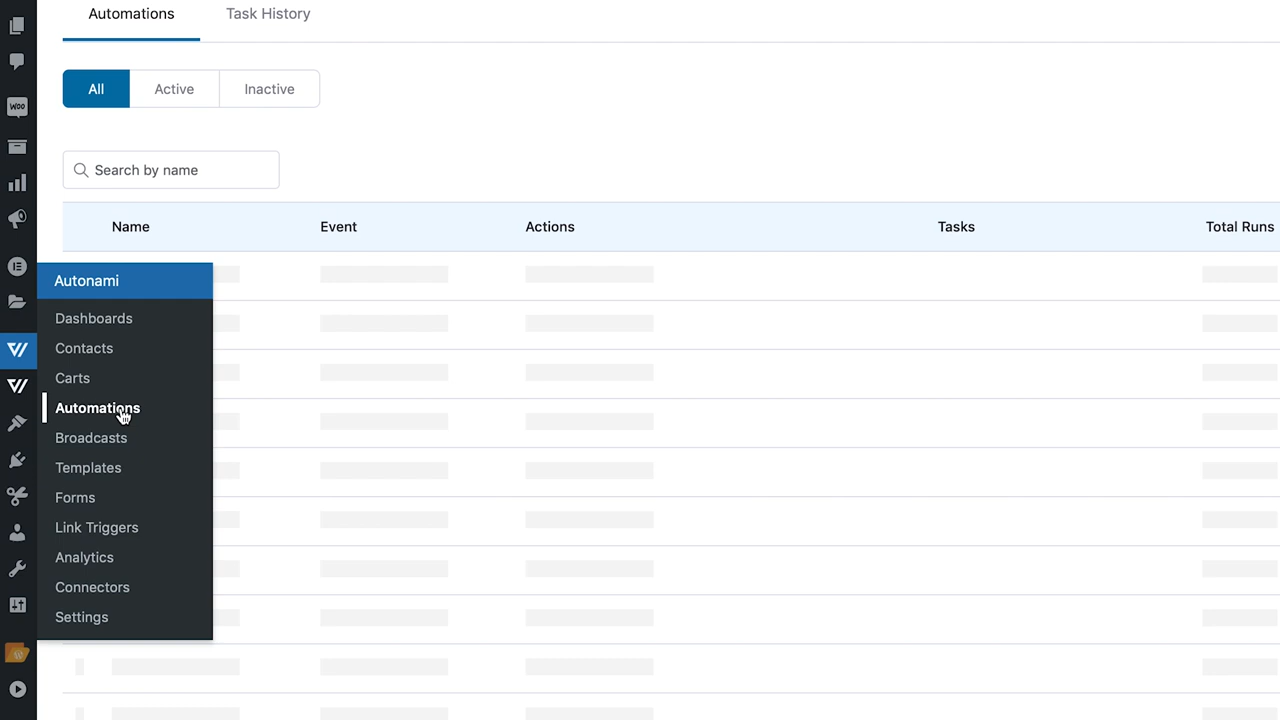 Automations
Task History
All
Active
Inactive
Search by name
Name
Event
Actions
Tasks
Total Runs
Autonami
Dashboards
Contacts
Carts
Automations
Broadcasts
Templates
Forms
Link Triggers
Analytics
Connectors
Settings
WOO